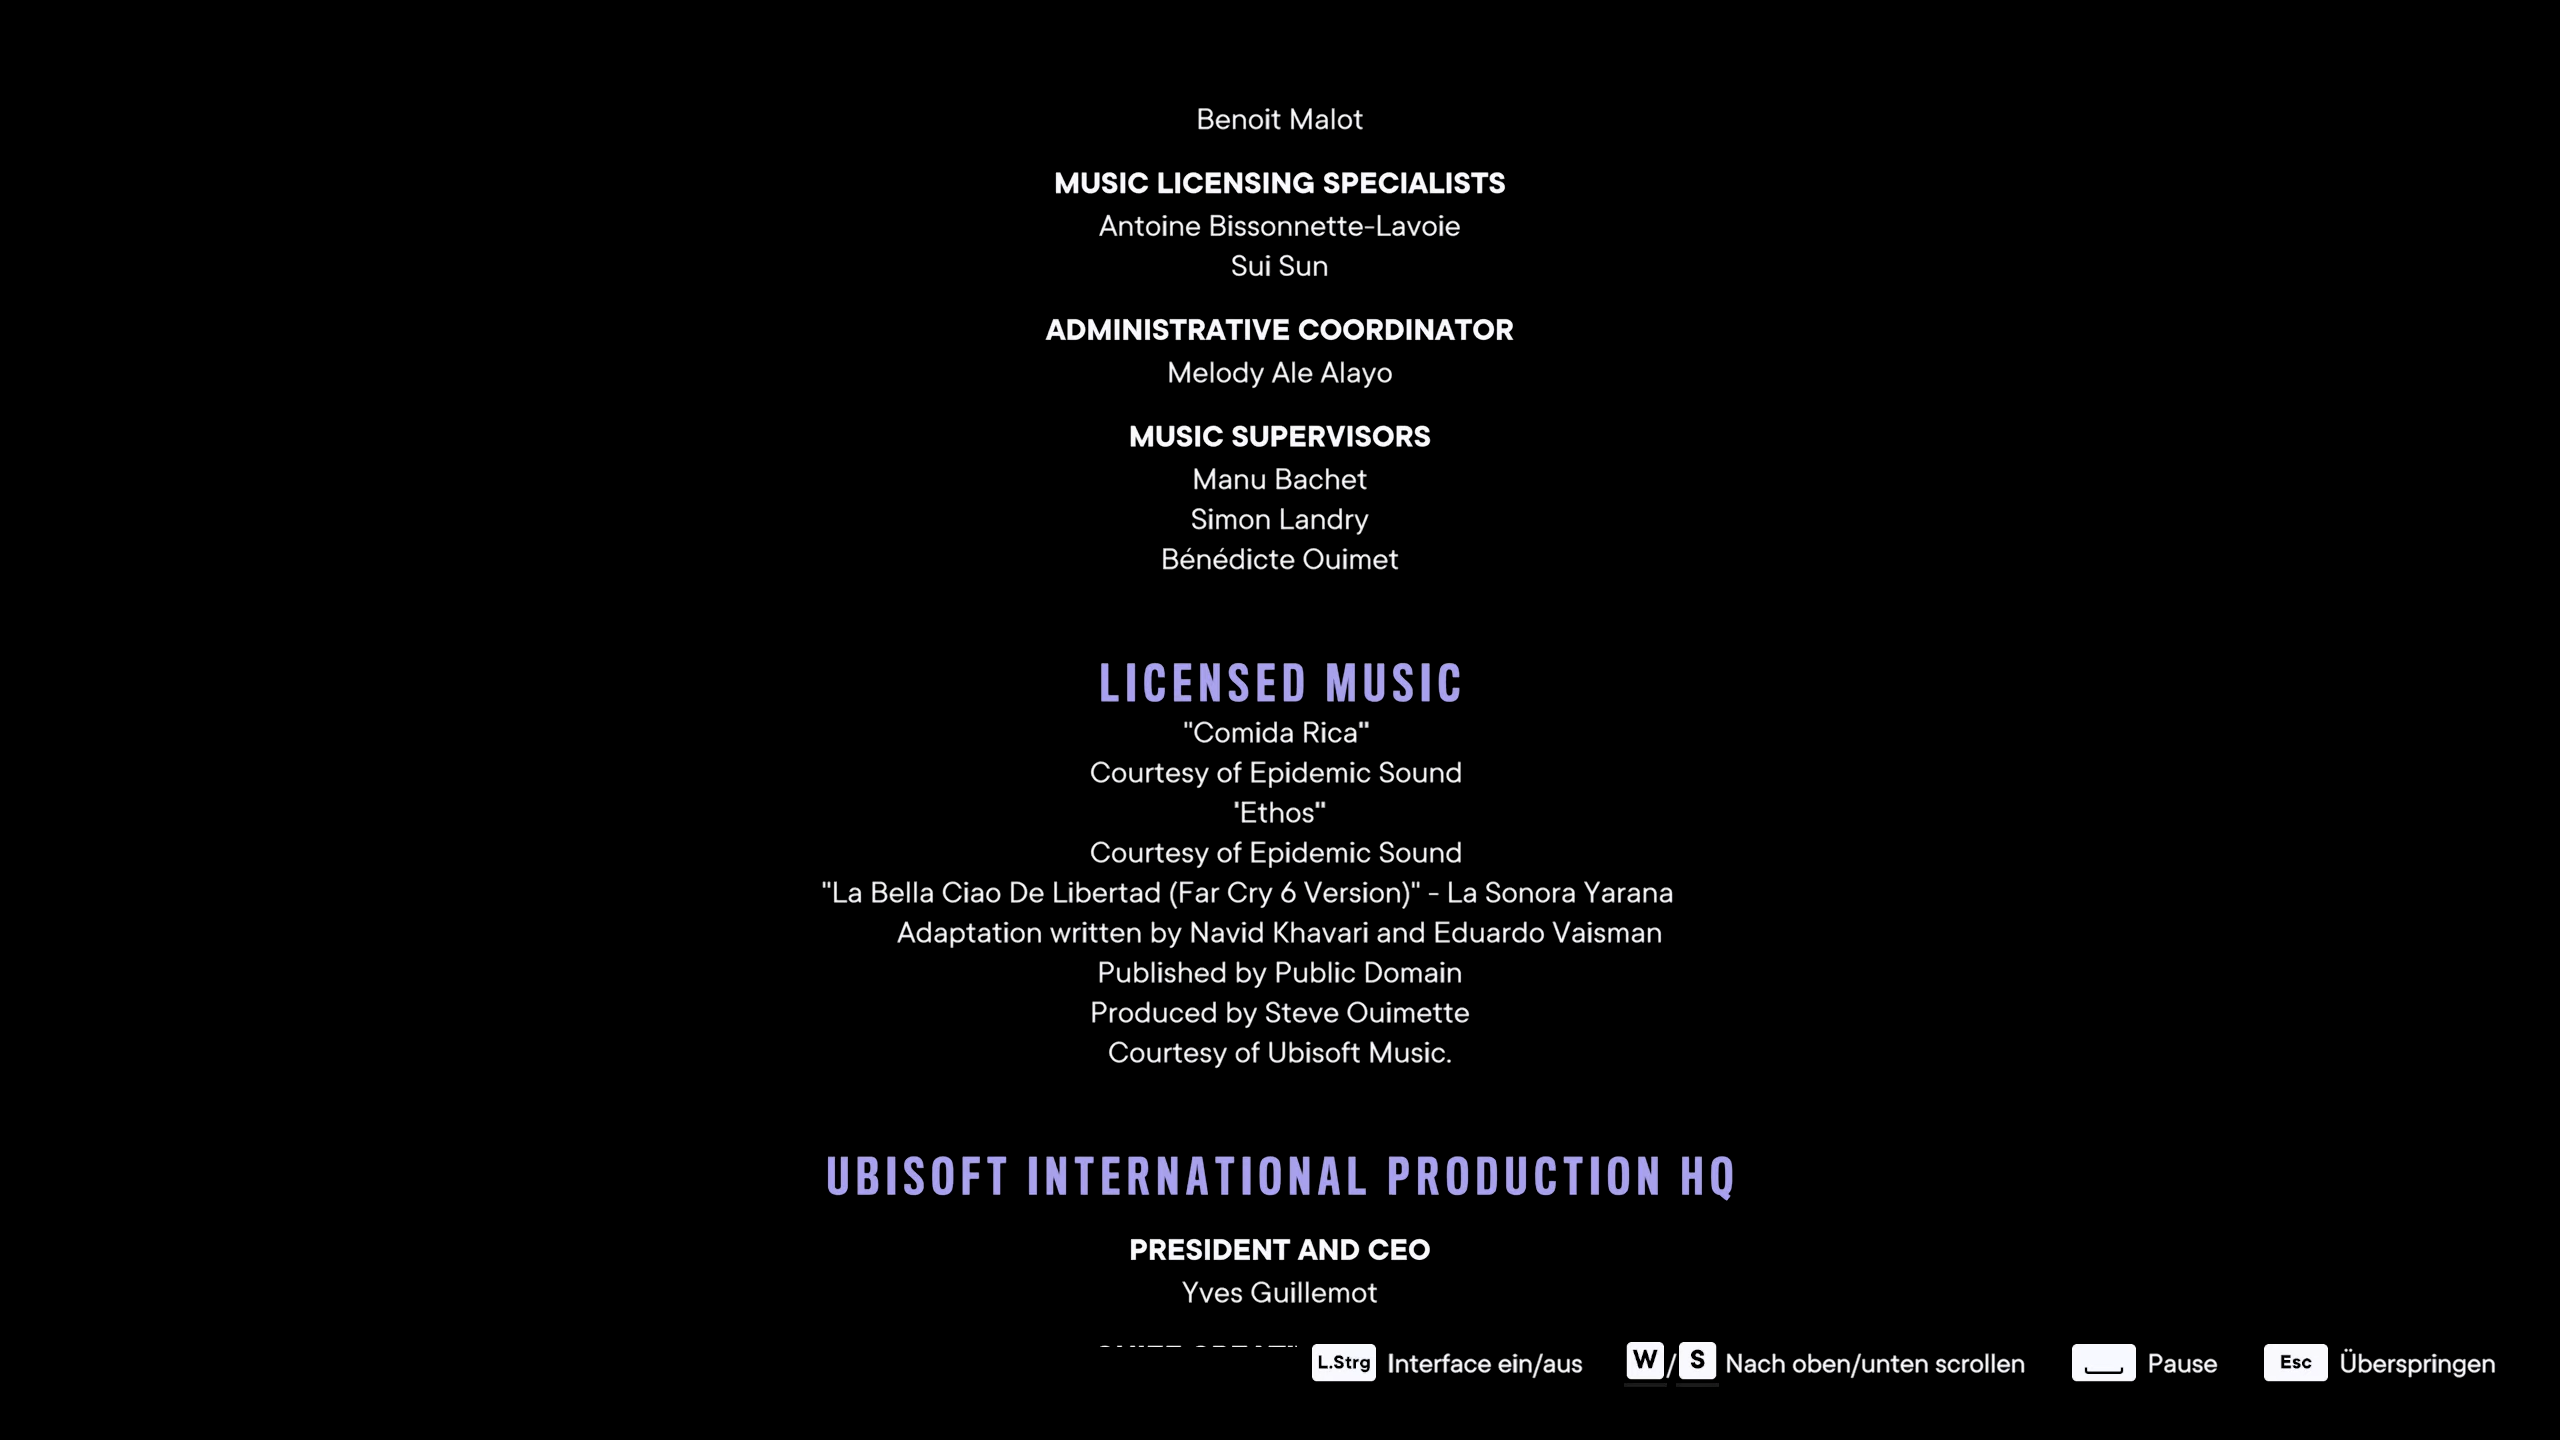 Benoit Malot
MUSIC LICENSING SPECIALISTS
Antoine Bissonnette-Lavoie
Sui Sun
ADMINISTRATIVE COORDINATOR
Melody Ale Alayo
MUSIC SUPERVISORS
Manu Bachet
Simon Landry
Bénédicte Ouimet
LICENSED MUSIC
"Comida Rica"
Courtesy of Epidemic Sound
'Ethos"
Courtesy of Epidemic Sound
"La Bella Ciao De Libertad (Far Cry 6 Version)" - La Sonora Yarana
Adaptation written by Navid Khavari and Eduardo Vaisman
Published by Public Domain
Produced by Steve Ouimette
Courtesy of Ubisoft Music.
UBISOFT INTERNATIONAL PRODUCTION HQ
PRESIDENT AND CEO
Yves Guillemot
L.Strg Interface ein/aus W/S Nach oben/unten scrollen Pause Esc Überspringen